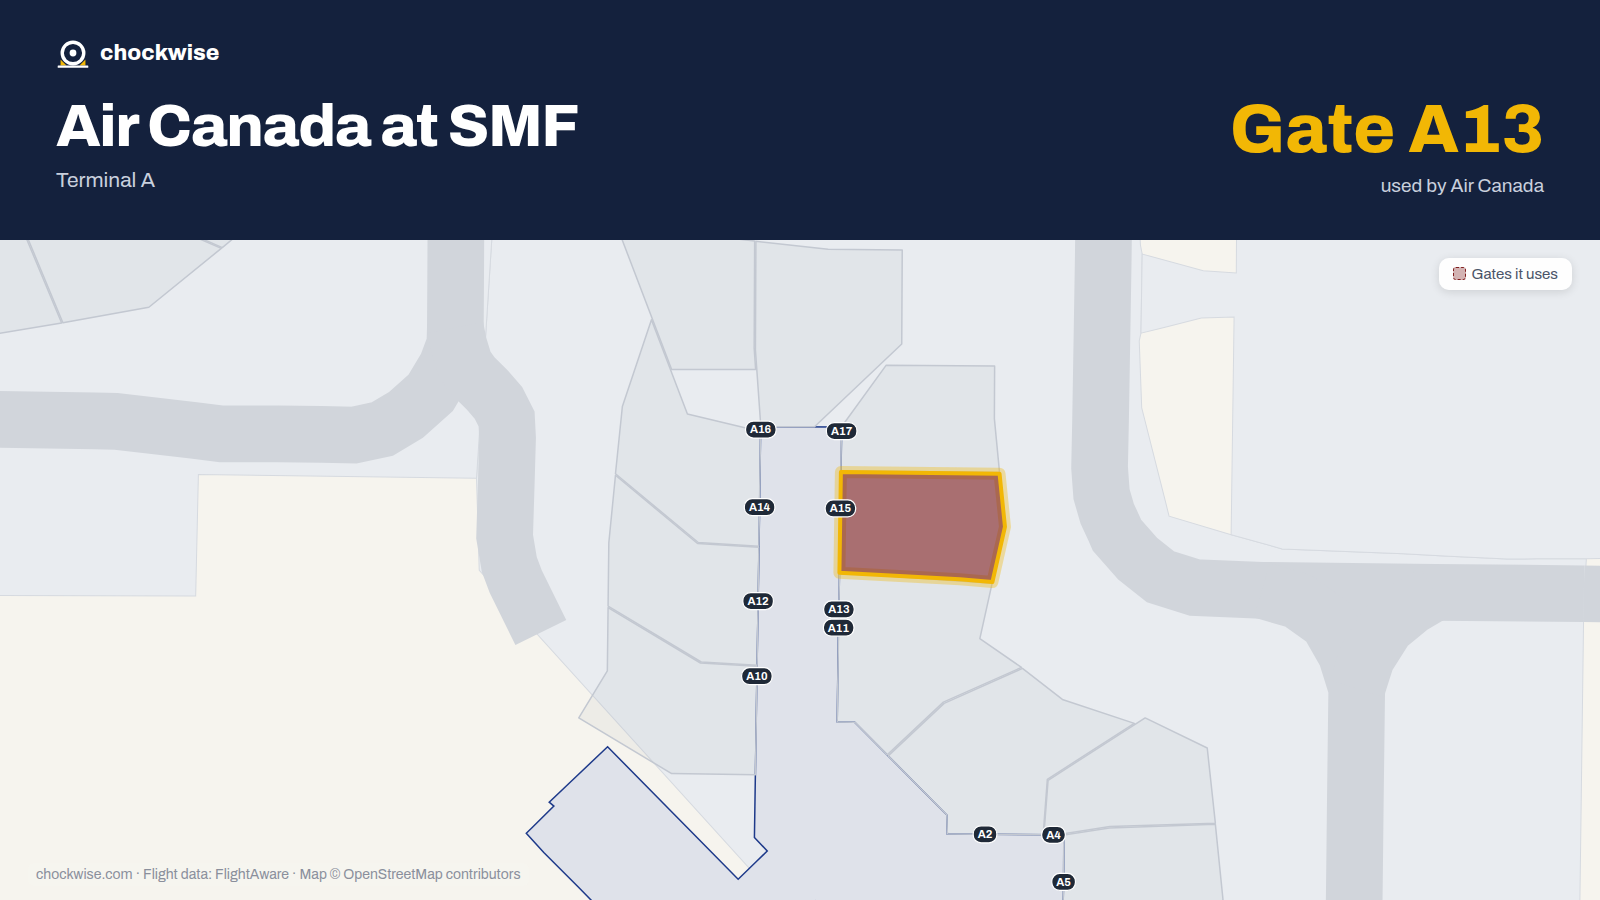 chockwise
Air Canada at SMF
Terminal A
Gate A13
used by Air Canada
Gates it uses
A16
A17
A14
A15
A12
A13
A11
A10
A2
A4
A5
chockwise.com · Flight data: FlightAware · Map © OpenStreetMap contributors